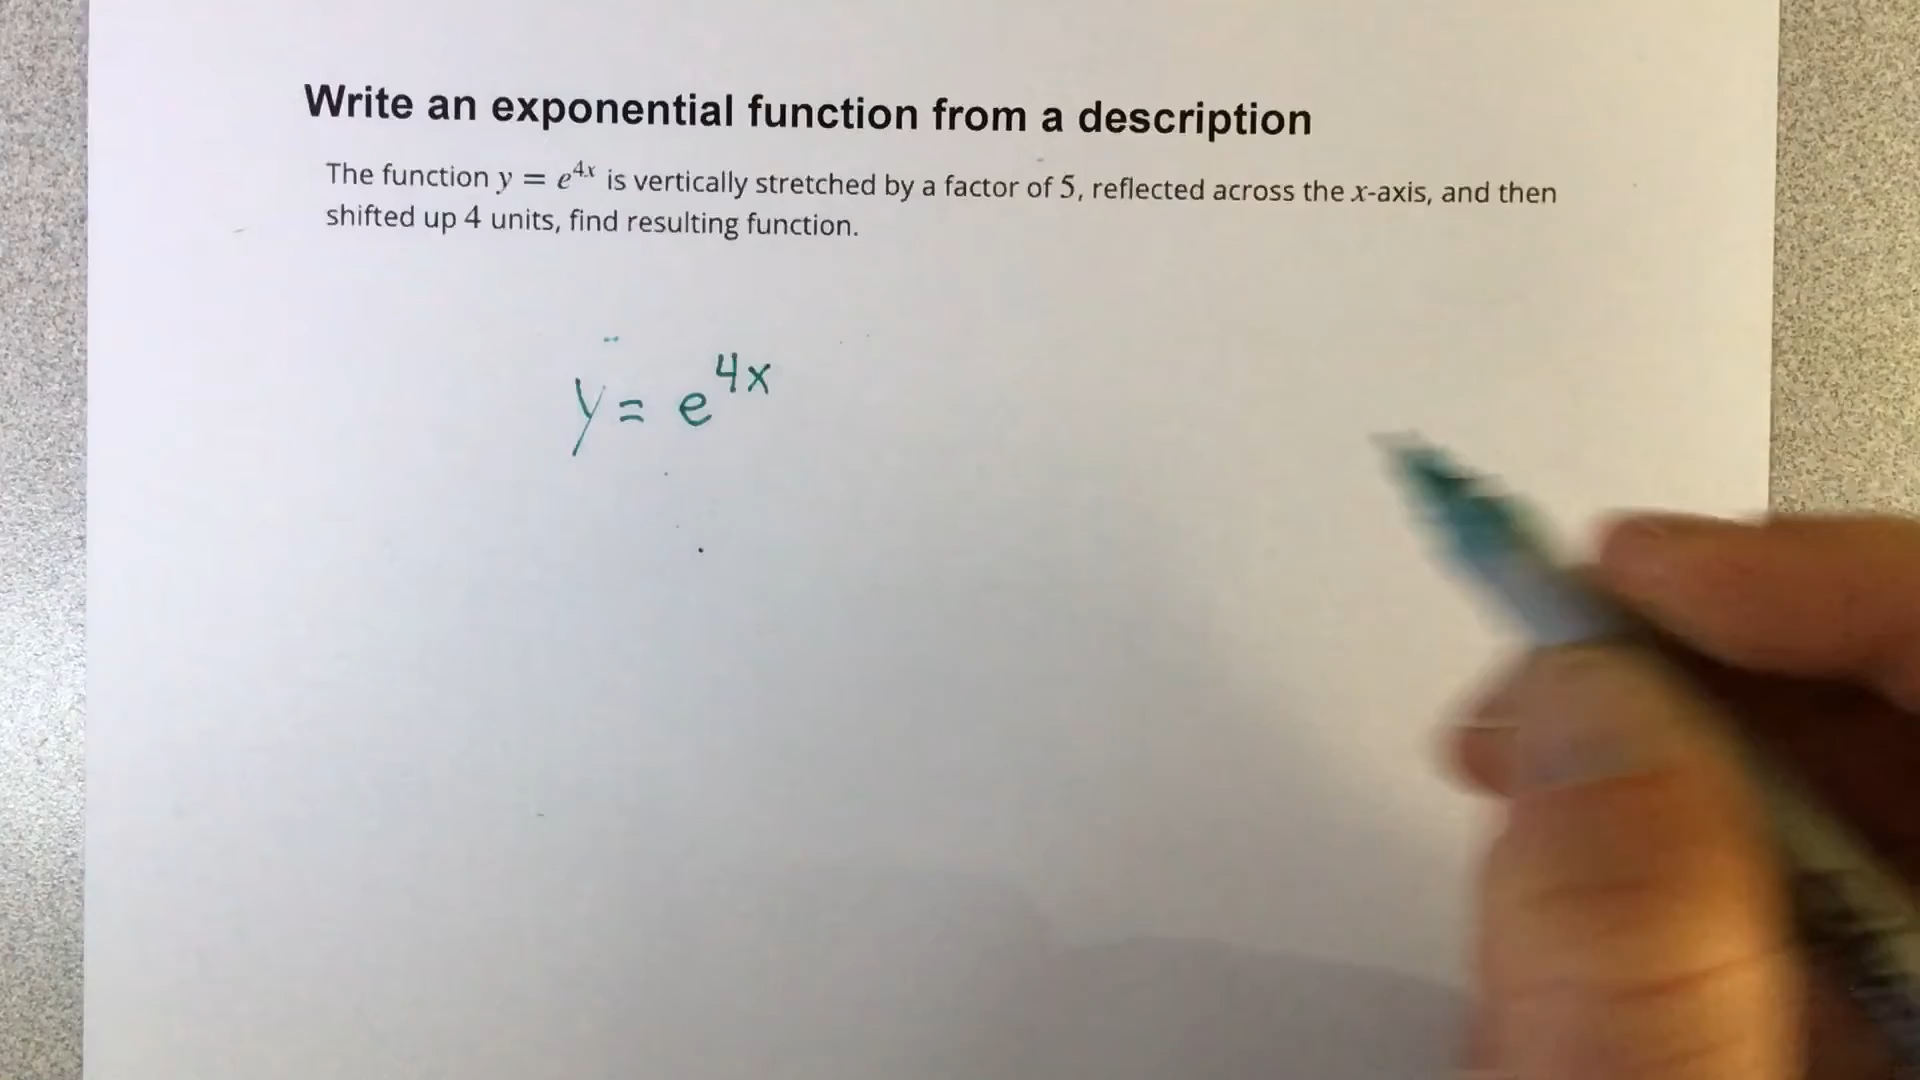 Write an exponential function from a description
The function y = e^{4x} is vertically stretched by a factor of 5, reflected across the x-axis, and then
shifted up 4 units, find resulting function.
y = e^{4x}